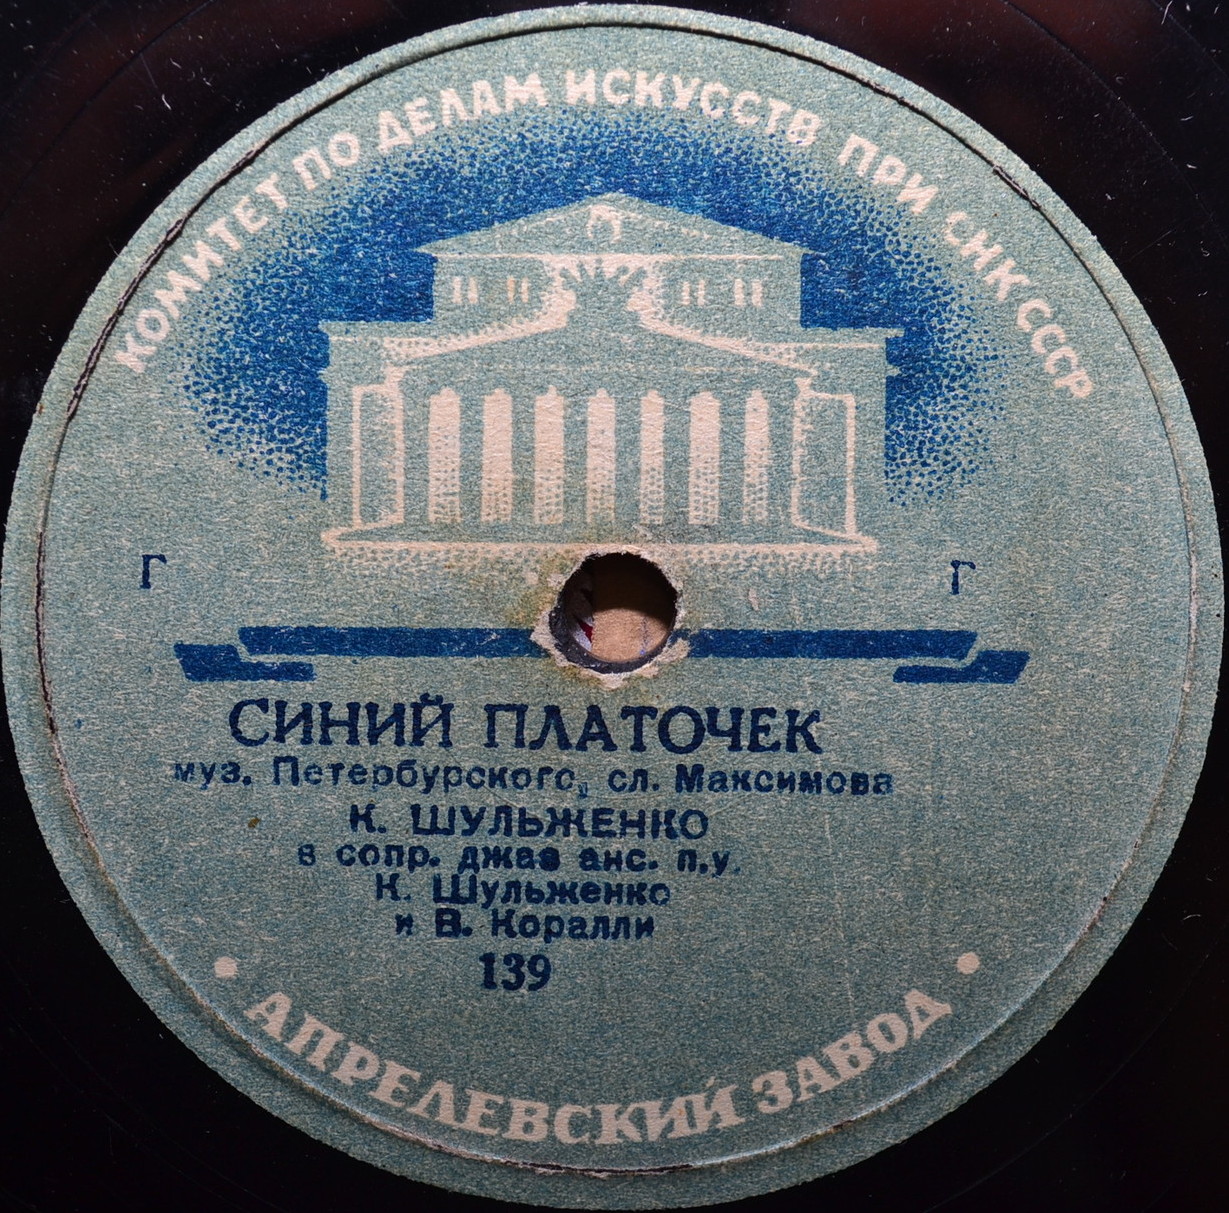 КОМИТЕТ ПО ДЕЛАМ ИСКУССТВ ПРИ СНК СССР
Г Г
СИНИЙ ПЛАТОЧЕК
муз. Петербурского, сл. Максимова
К. ШУЛЬЖЕНКО
в сопр. джаз анс. п.у.
К. Шульженко
и В. Коралли
139
• АПРЕЛЕВСКИЙ ЗАВОД •